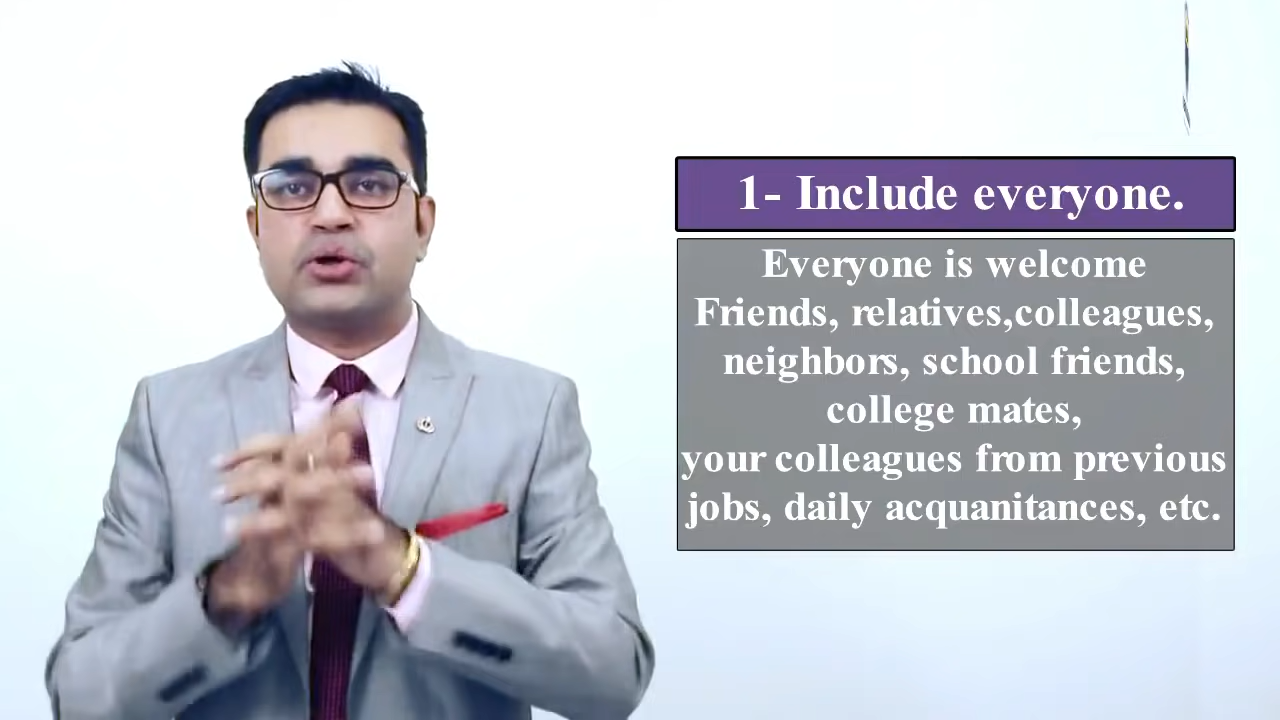 1- Include everyone.
Everyone is welcome
Friends, relatives,colleagues,
neighbors, school friends,
college mates,
your colleagues from previous
jobs, daily acquanitances, etc.